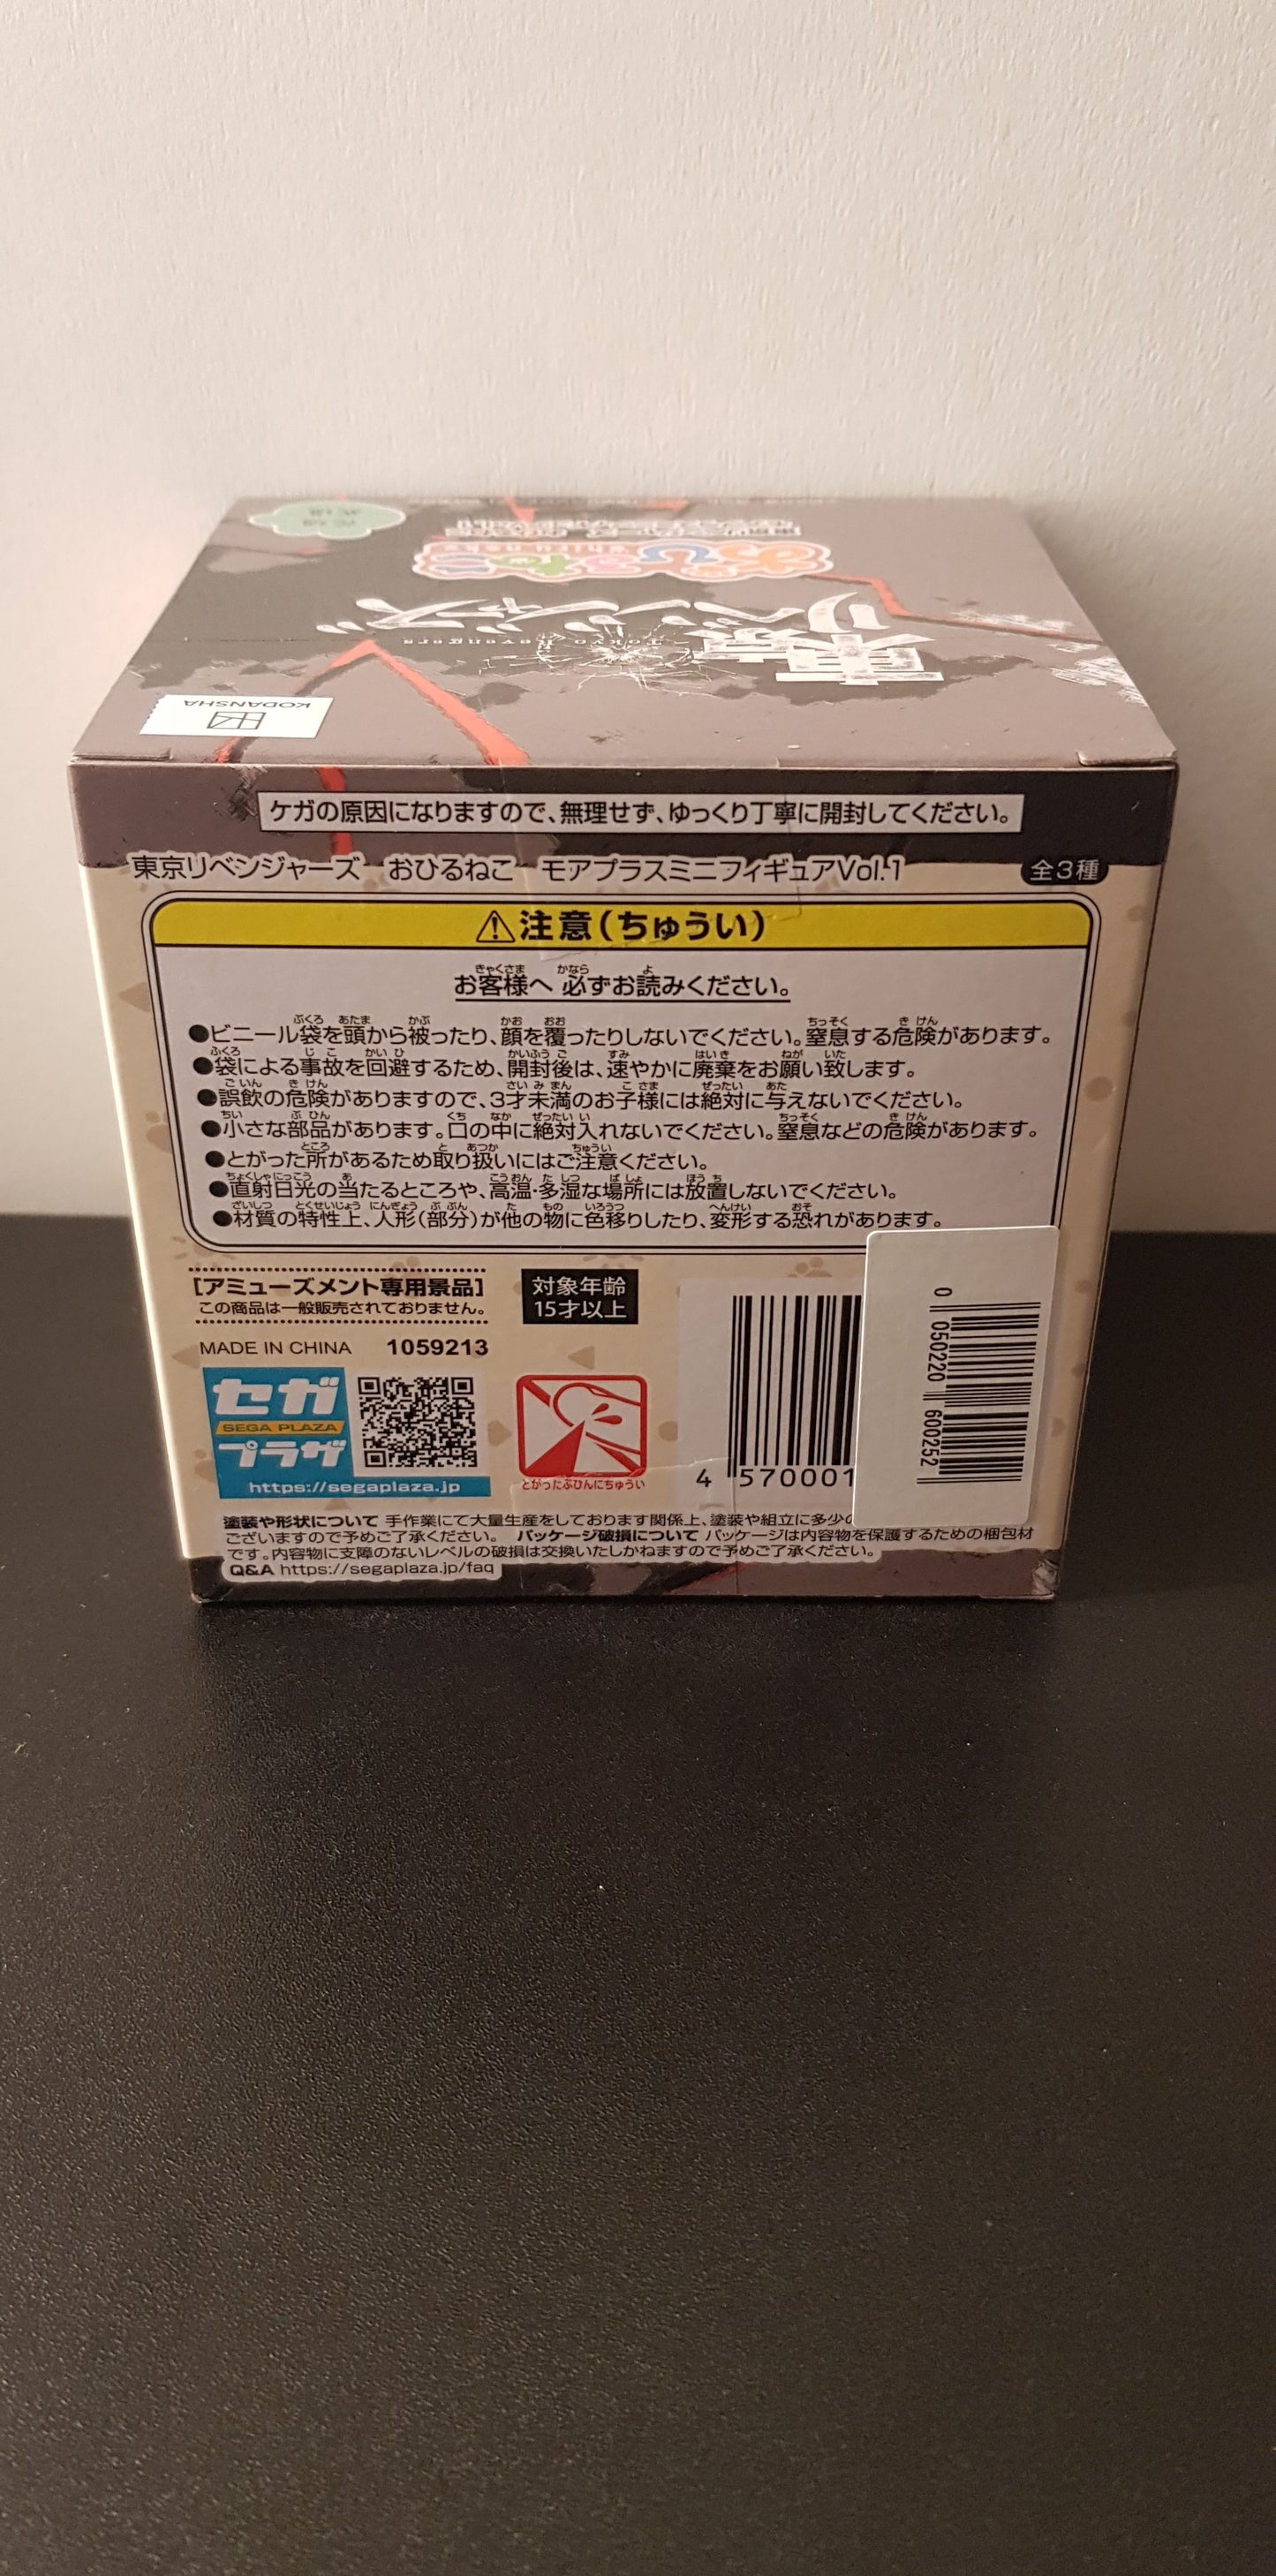 KODANSHA
東京
リベンジャーズ
Tokyo Revengers
おひるねこ
ケガの原因になりますので、無理せず、ゆっくり丁寧に開封してください。
東京リベンジャーズ　おひるねこ　モアプラスミニフィギュアVol.1
全3種
⚠注意(ちゅうい)
お客様へ 必ずお読みください。
●ビニール袋を頭から被ったり、顔を覆ったりしないでください。窒息する危険があります。
●袋による事故を回避するため、開封後は、速やかに廃棄をお願い致します。
●誤飲の危険がありますので、3才未満のお子様には絶対に与えないでください。
●小さな部品があります。口の中に絶対入れないでください。窒息などの危険があります。
●とがった所があるため取り扱いにはご注意ください。
●直射日光の当たるところや、高温・多湿な場所には放置しないでください。
●材質の特性上、人形(部分)が他の物に色移りしたり、変形する恐れがあります。
[アミューズメント専用景品]
この商品は一般販売されておりません。
対象年齢
15才以上
MADE IN CHINA 1059213
セガ
SEGA PLAZA
プラザ
https://segaplaza.jp
とがったぶひんにちゅうい
4 570001
0 050220 600252
塗装や形状について 手作業にて大量生産をしております関係上、塗装や組立に多少の
ございますので予めご了承ください。 パッケージ破損について パッケージは内容物を保護するための梱包材
です。内容物に支障のないレベルの破損は交換いたしかねますので予めご了承ください。
Q&A https://segaplaza.jp/faq